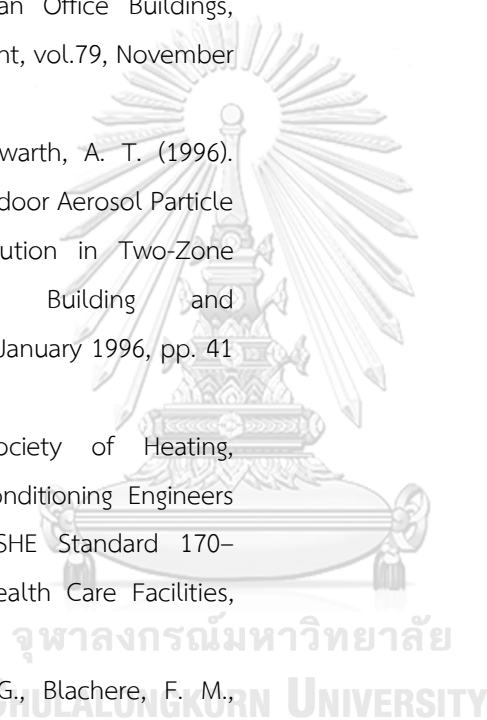 an Office Buildings,
nt, vol.79, November
warth, A. T. (1996).
door Aerosol Particle
ution in Two-Zone
Building and
January 1996, pp. 41
ociety of Heating,
onditioning Engineers
SHE Standard 170–
ealth Care Facilities,
จุฬาลงกรณ์มหาวิทยาลัย
G., Blachere, F. M.,
CHULALONGKORN UNIVERSITY